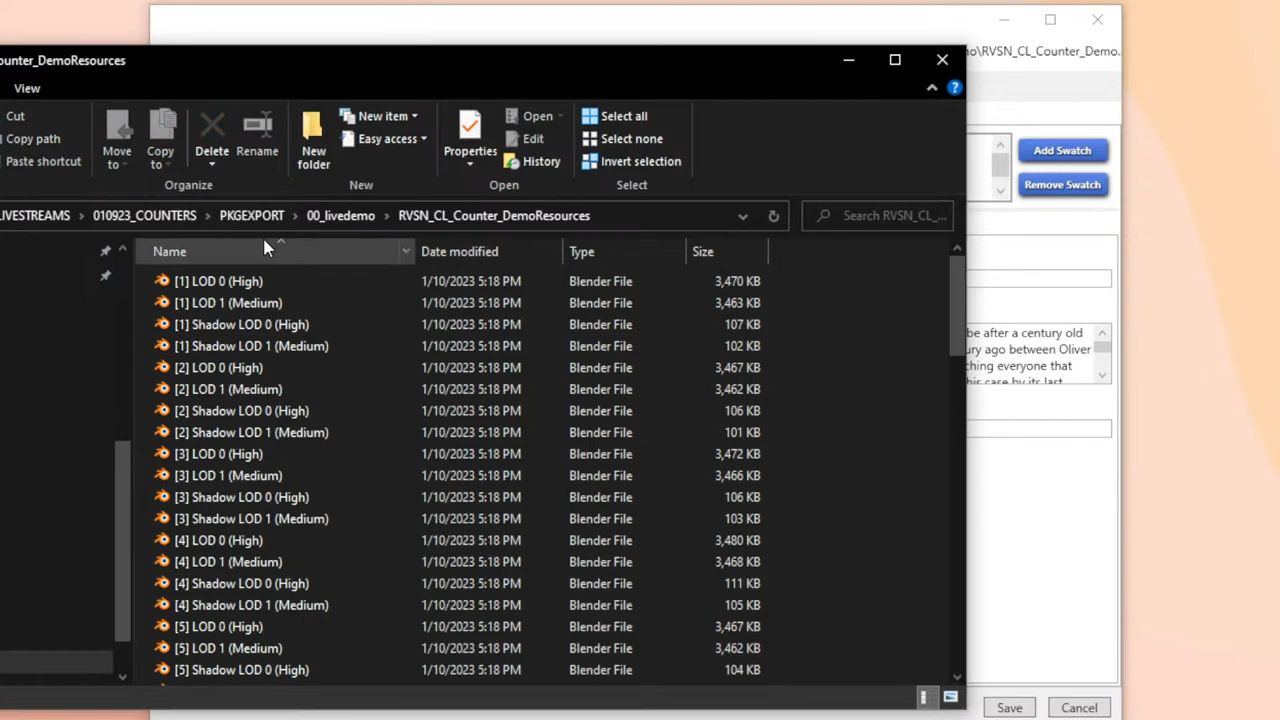 o\RVSN_CL_Counter_Demo.
ounter_DemoResources
View
Cut
Copy path
Paste shortcut
Move to
Copy to
Delete
Rename
Organize
New folder
New item
Easy access
New
Properties
Open
Edit
History
Open
Select all
Select none
Invert selection
Select
Add Swatch
Remove Swatch
IVESTREAMS > 010923_COUNTERS > PKGEXPORT > 00_livedemo > RVSN_CL_Counter_DemoResources
Search RVSN_CL_...
Name Date modified Type Size
[1] LOD 0 (High) 1/10/2023 5:18 PM Blender File 3,470 KB
[1] LOD 1 (Medium) 1/10/2023 5:18 PM Blender File 3,463 KB
[1] Shadow LOD 0 (High) 1/10/2023 5:18 PM Blender File 107 KB
[1] Shadow LOD 1 (Medium) 1/10/2023 5:18 PM Blender File 102 KB
[2] LOD 0 (High) 1/10/2023 5:18 PM Blender File 3,467 KB
[2] LOD 1 (Medium) 1/10/2023 5:18 PM Blender File 3,462 KB
[2] Shadow LOD 0 (High) 1/10/2023 5:18 PM Blender File 106 KB
[2] Shadow LOD 1 (Medium) 1/10/2023 5:18 PM Blender File 101 KB
[3] LOD 0 (High) 1/10/2023 5:18 PM Blender File 3,472 KB
[3] LOD 1 (Medium) 1/10/2023 5:18 PM Blender File 3,466 KB
[3] Shadow LOD 0 (High) 1/10/2023 5:18 PM Blender File 106 KB
[3] Shadow LOD 1 (Medium) 1/10/2023 5:18 PM Blender File 103 KB
[4] LOD 0 (High) 1/10/2023 5:18 PM Blender File 3,480 KB
[4] LOD 1 (Medium) 1/10/2023 5:18 PM Blender File 3,468 KB
[4] Shadow LOD 0 (High) 1/10/2023 5:18 PM Blender File 111 KB
[4] Shadow LOD 1 (Medium) 1/10/2023 5:18 PM Blender File 105 KB
[5] LOD 0 (High) 1/10/2023 5:18 PM Blender File 3,467 KB
[5] LOD 1 (Medium) 1/10/2023 5:18 PM Blender File 3,462 KB
[5] Shadow LOD 0 (High) 1/10/2023 5:18 PM Blender File 104 KB
be after a century old
ury ago between Oliver
ching everyone that
this case by its last
Save
Cancel